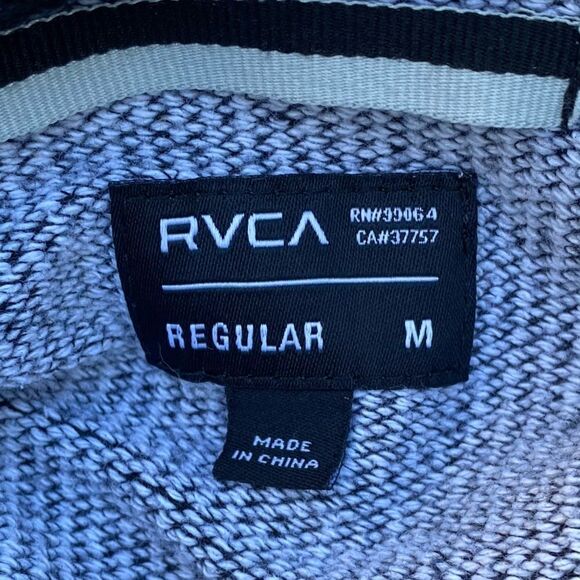 RVCA
RN#99064
CA#37757
REGULAR M
MADE
IN CHINA